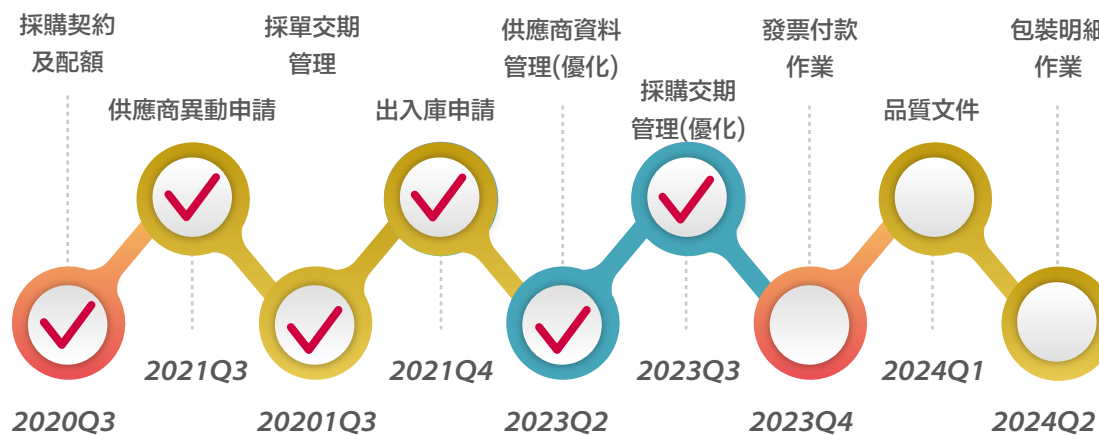 採購契約
及配額
供應商異動申請
採單交期
管理
出入庫申請
供應商資料
管理(優化)
採購交期
管理(優化)
發票付款
作業
品質文件
包裝明細
作業
2020Q3
2021Q3
20201Q3
2021Q4
2023Q2
2023Q3
2023Q4
2024Q1
2024Q2